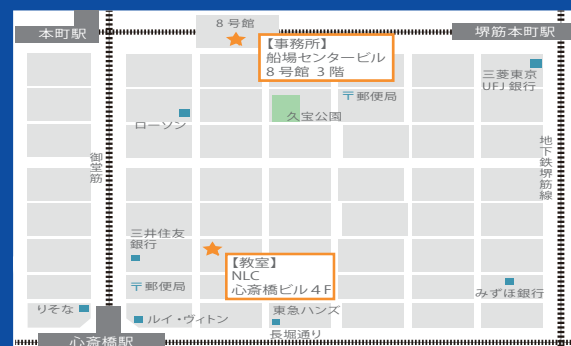 8号館
本町駅
堺筋本町駅
【事務所】
船場センタービル
8号館 3階
三菱東京
UFJ銀行
〒郵便局
久宝公園
ローソン
御堂筋
地下鉄堺筋線
三井住友
銀行
【教室】
NLC
心斎橋ビル4F
〒郵便局
みずほ銀行
りそな
ルイ・ヴィトン
東急ハンズ
長堀通り
心斎橋駅